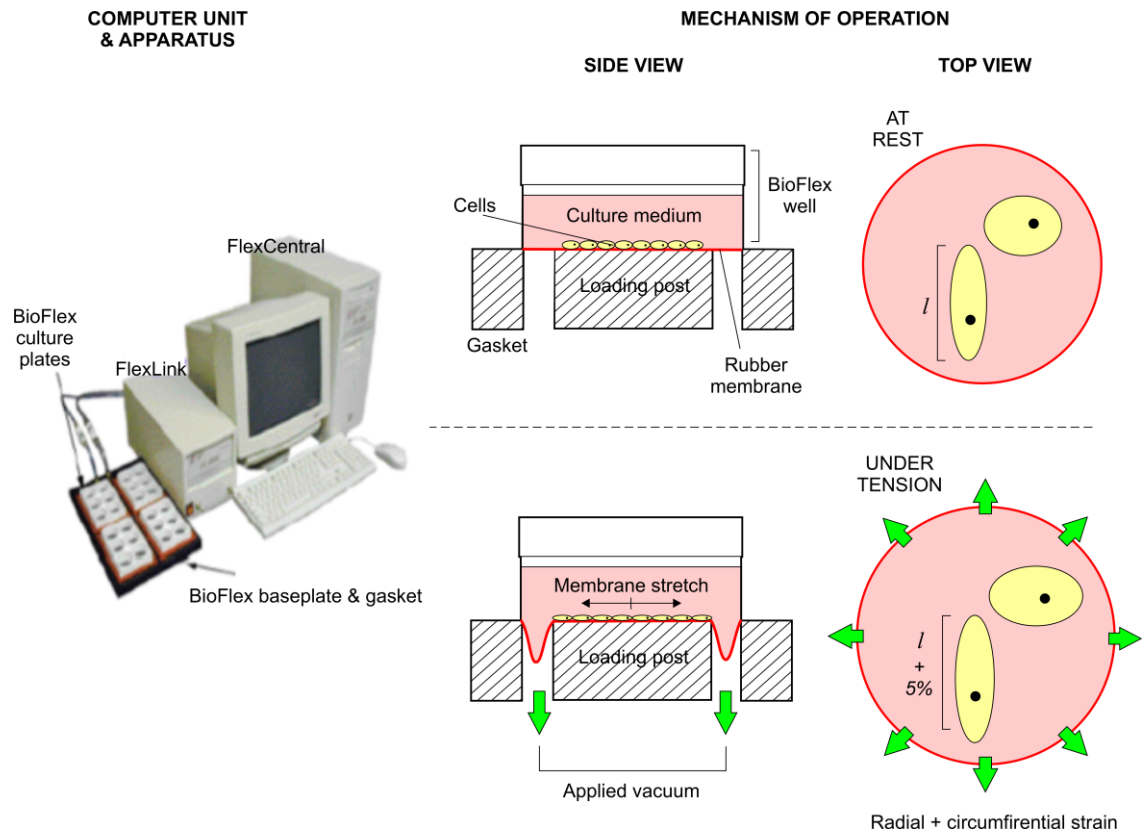 COMPUTER UNIT
& APPARATUS
MECHANISM OF OPERATION
SIDE VIEW
TOP VIEW
AT
REST
BioFlex
well
Cells
Culture medium
FlexCentral
Loading post
l
BioFlex
culture
plates
Gasket
FlexLink
Rubber
membrane
UNDER
TENSION
Membrane stretch
BioFlex baseplate & gasket
l
+
5%
Loading post
Applied vacuum
Radial + circumfirential strain